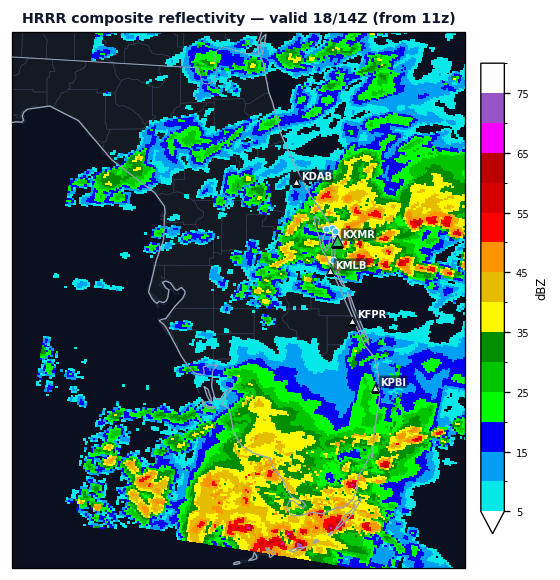 HRRR composite reflectivity — valid 18/14Z (from 11z)
KDAB
KXMR
KMLB
KFPR
KPBI
75
65
55
45
35
25
15
5
dBZ